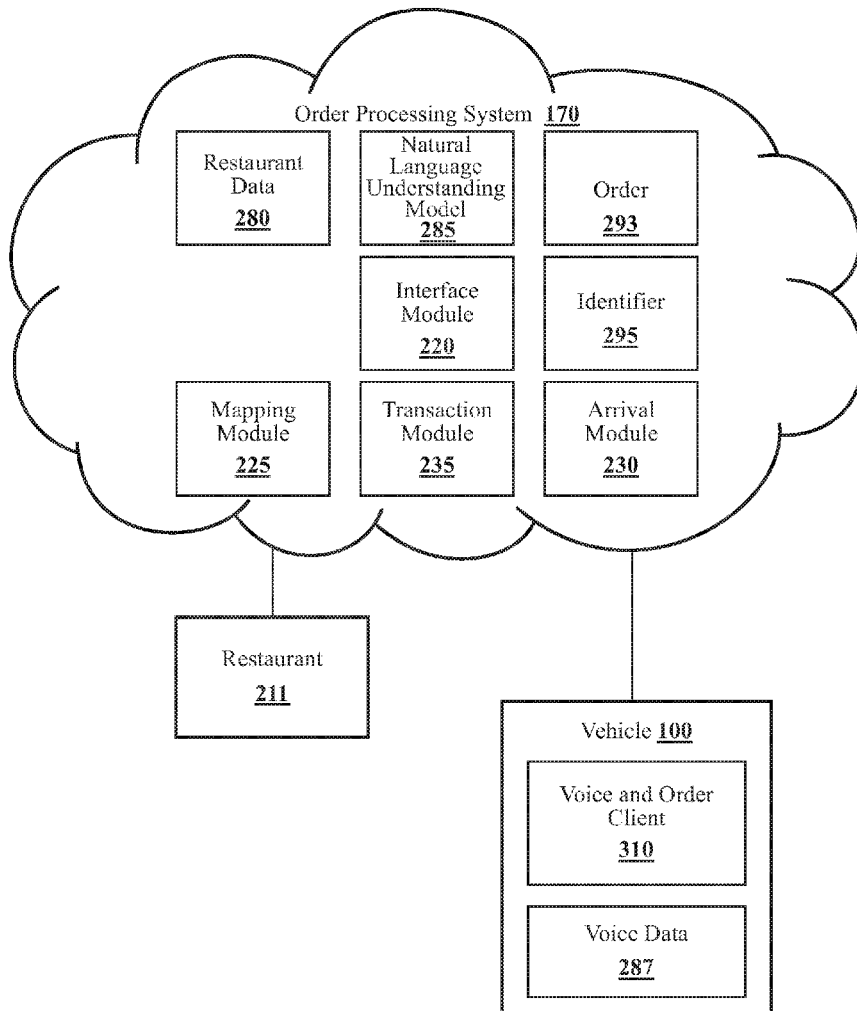 Order Processing System 170
Restaurant
Data
280
Natural
Language
Understanding
Model
285
Order
293
Interface
Module
220
Identifier
295
Mapping
Module
225
Transaction
Module
235
Arrival
Module
230
Restaurant
211
Vehicle 100
Voice and Order
Client
310
Voice Data
287